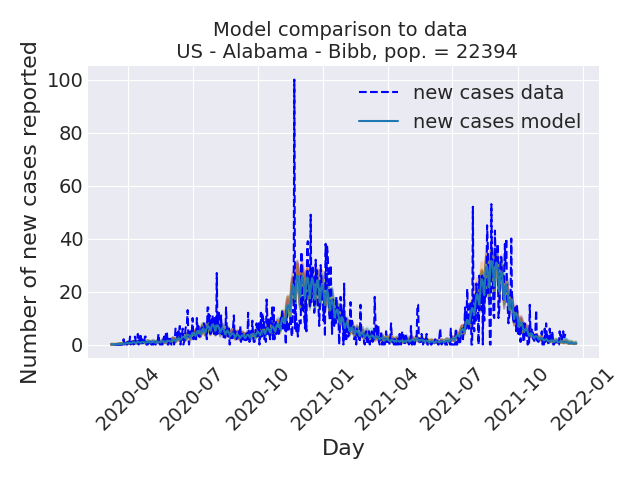 Model comparison to data
US - Alabama - Bibb, pop. = 22394
Number of new cases reported
100
80
60
40
20
0
new cases data
new cases model
2020-04
2020-07
2020-10
2021-01
2021-04
2021-07
2021-10
2022-01
Day